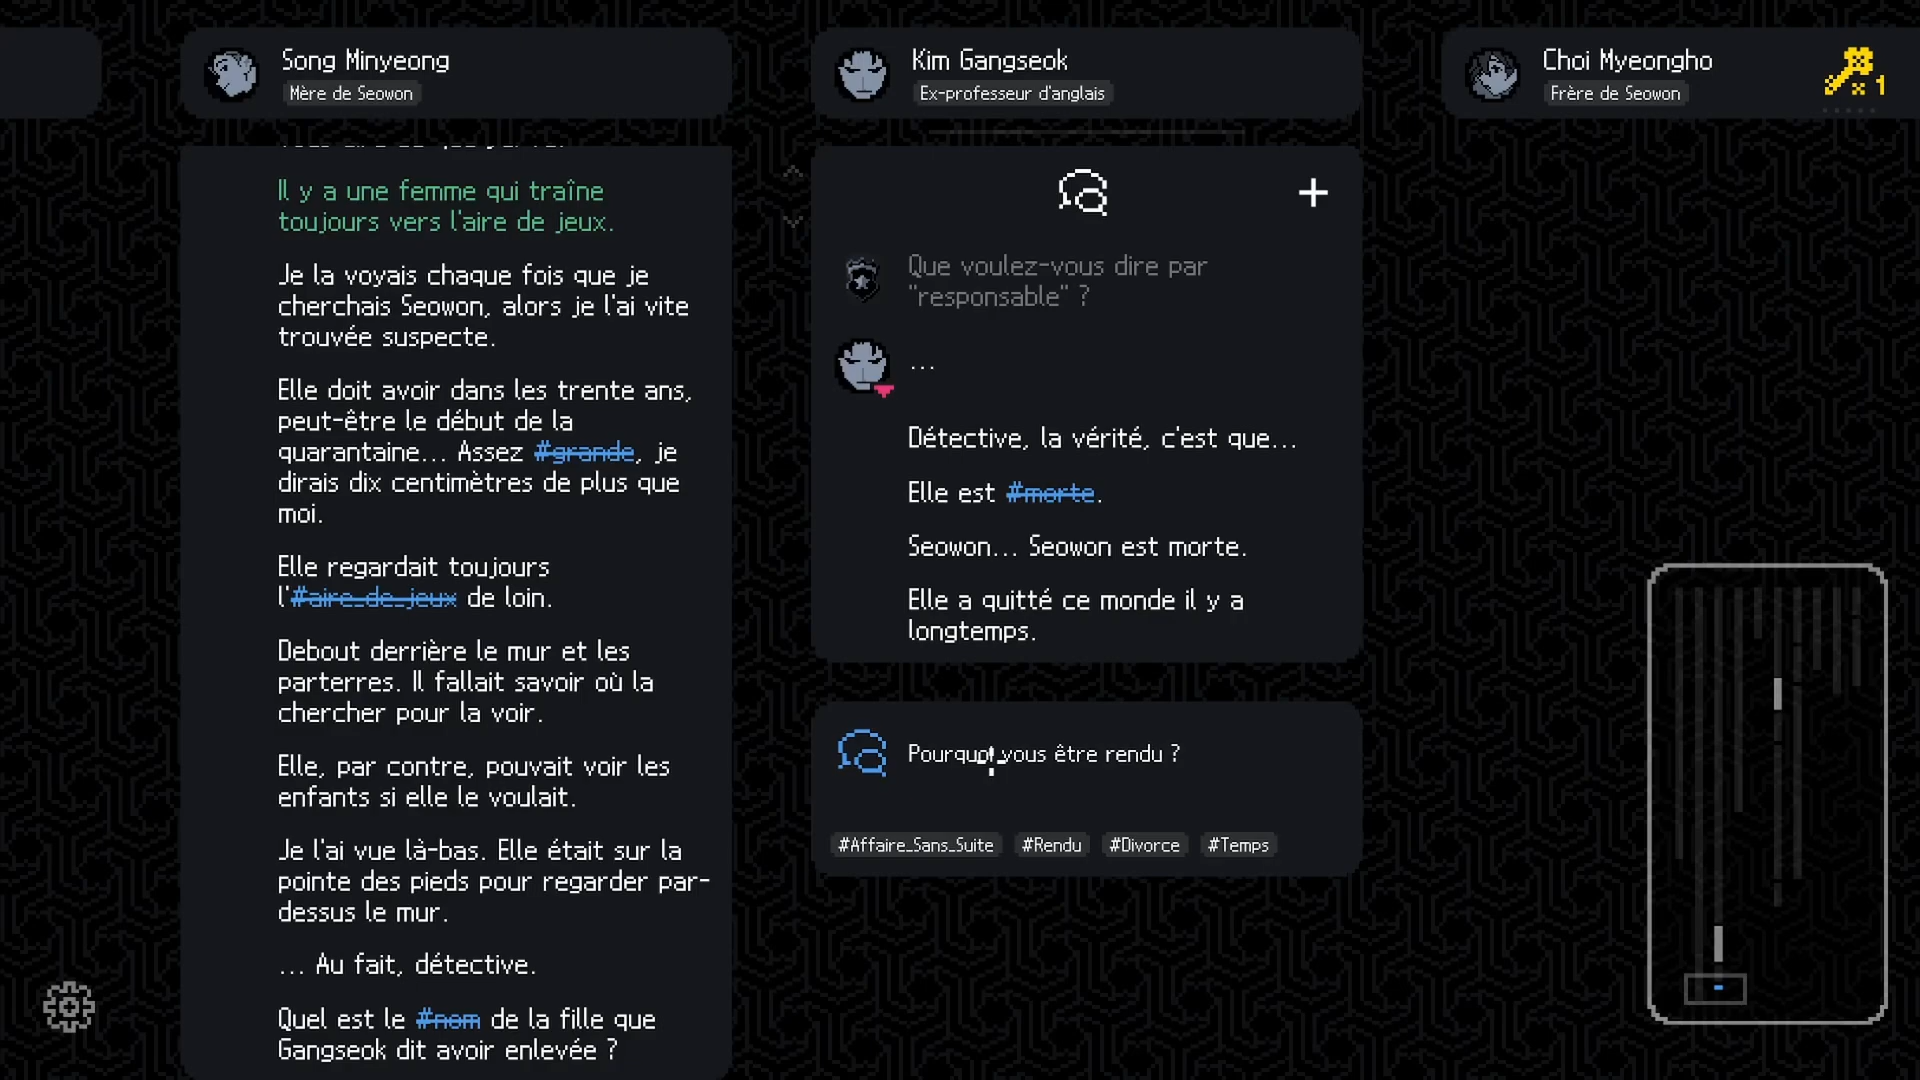 Song Minyeong
Mère de Seowon
Il y a une femme qui traîne
toujours vers l'aire de jeux.
Je la voyais chaque fois que je
cherchais Seowon, alors je l'ai vite
trouvée suspecte.
Elle doit avoir dans les trente ans,
peut-être le début de la
quarantaine... Assez #grande, je
dirais dix centimètres de plus que
moi.
Elle regardait toujours
l'#aire_de_jeux de loin.
Debout derrière le mur et les
parterres. Il fallait savoir où la
chercher pour la voir.
Elle, par contre, pouvait voir les
enfants si elle le voulait.
Je l'ai vue là-bas. Elle était sur la
pointe des pieds pour regarder par-
dessus le mur.
... Au fait, détective.
Quel est le #nom de la fille que
Gangseok dit avoir enlevée ?
Kim Gangseok
Ex-professeur d'anglais
Que voulez-vous dire par
"responsable" ?
...
Détective, la vérité, c'est que...
Elle est #morte.
Seowon... Seowon est morte.
Elle a quitté ce monde il y a
longtemps.
Pourquoi vous être rendu ?
#Affaire_Sans_Suite #Rendu #Divorce #Temps
Choi Myeongho
Frère de Seowon
x 1